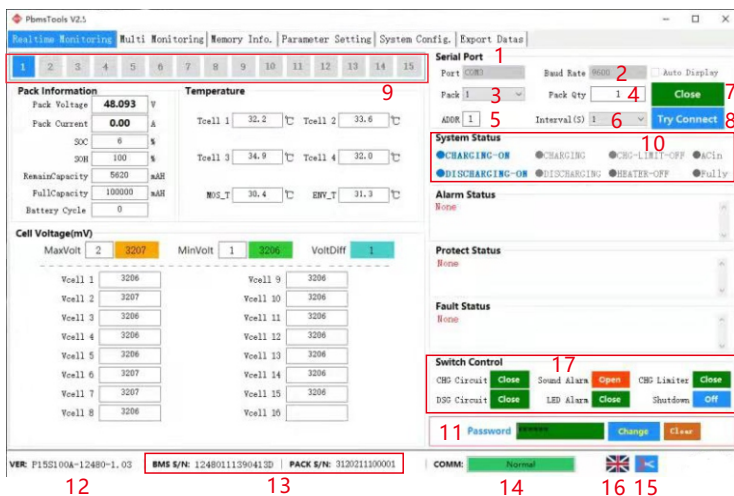 PbmsTools V2.5
Realtime Monitoring Multi Monitoring Memory Info. Parameter Setting System Config. Export Datas
1 2 3 4 5 6 7 8 9 10 11 12 13 14 15
9
Pack Information
Pack Voltage 48.093 V
Pack Current 0.00 A
SOC 6 %
SOH 100 %
RemainCapacity 5620 mAH
FullCapacity 100000 mAH
Battery Cycle 0
Temperature
Tcell 1 32.2 ℃ Tcell 2 33.6 ℃
Tcell 3 34.9 ℃ Tcell 4 32.0 ℃
MOS_T 30.4 ℃ ENV_T 31.3 ℃
Cell Voltage(mV)
MaxVolt 2 3207 MinVolt 1 3206 VoltDiff 1
Vcell 1 3206 Vcell 9 3206
Vcell 2 3207 Vcell 10 3206
Vcell 3 3206 Vcell 11 3206
Vcell 4 3206 Vcell 12 3206
Vcell 5 3206 Vcell 13 3206
Vcell 6 3207 Vcell 14 3206
Vcell 7 3207 Vcell 15 3206
Vcell 8 3206 Vcell 16
Serial Port
1
Port COM3 Baud Rate 9600 2 Auto Display
Pack 1 3 Pack Qty 1 4 Close 7
ADDR 1 5 Interval(S) 1 6 Try Connect 8
System Status
10
CHARGING-ON CHARGING CHG-LIMIT-OFF ACin
DISCHARGING-ON DISCHARGING HEATER-OFF Fully
Alarm Status
None
Protect Status
None
Fault Status
None
Switch Control
17
CHG Circuit Close Sound Alarm Open CHG Limiter Close
DSG Circuit Close LED Alarm Close Shutdown Off
11 Password ****** Change Clear
VER: P15S100A-12480-1.03 BMS S/N: 12480111390413D PACK S/N: 3120211100001 COMM: Normal
12 13 14 16 15